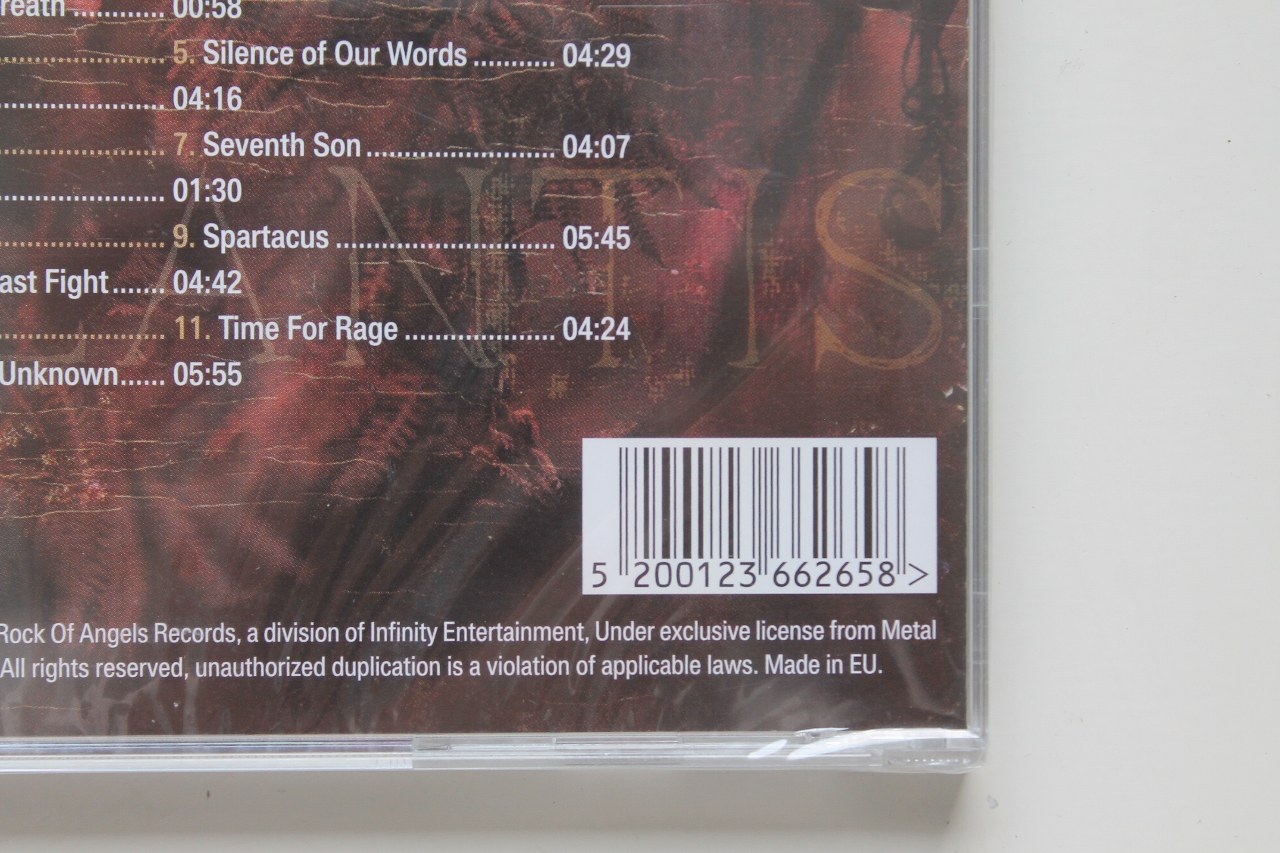 reath ............ 00:58
5. Silence of Our Words ........... 04:29
04:16
7. Seventh Son ......................... 04:07
01:30
9. Spartacus ............................. 05:45
ast Fight....... 04:42
11. Time For Rage .................... 04:24
Unknown...... 05:55
ANTIS
5 200123 662658 >
Rock Of Angels Records, a division of Infinity Entertainment, Under exclusive license from Metal
All rights reserved, unauthorized duplication is a violation of applicable laws. Made in EU.